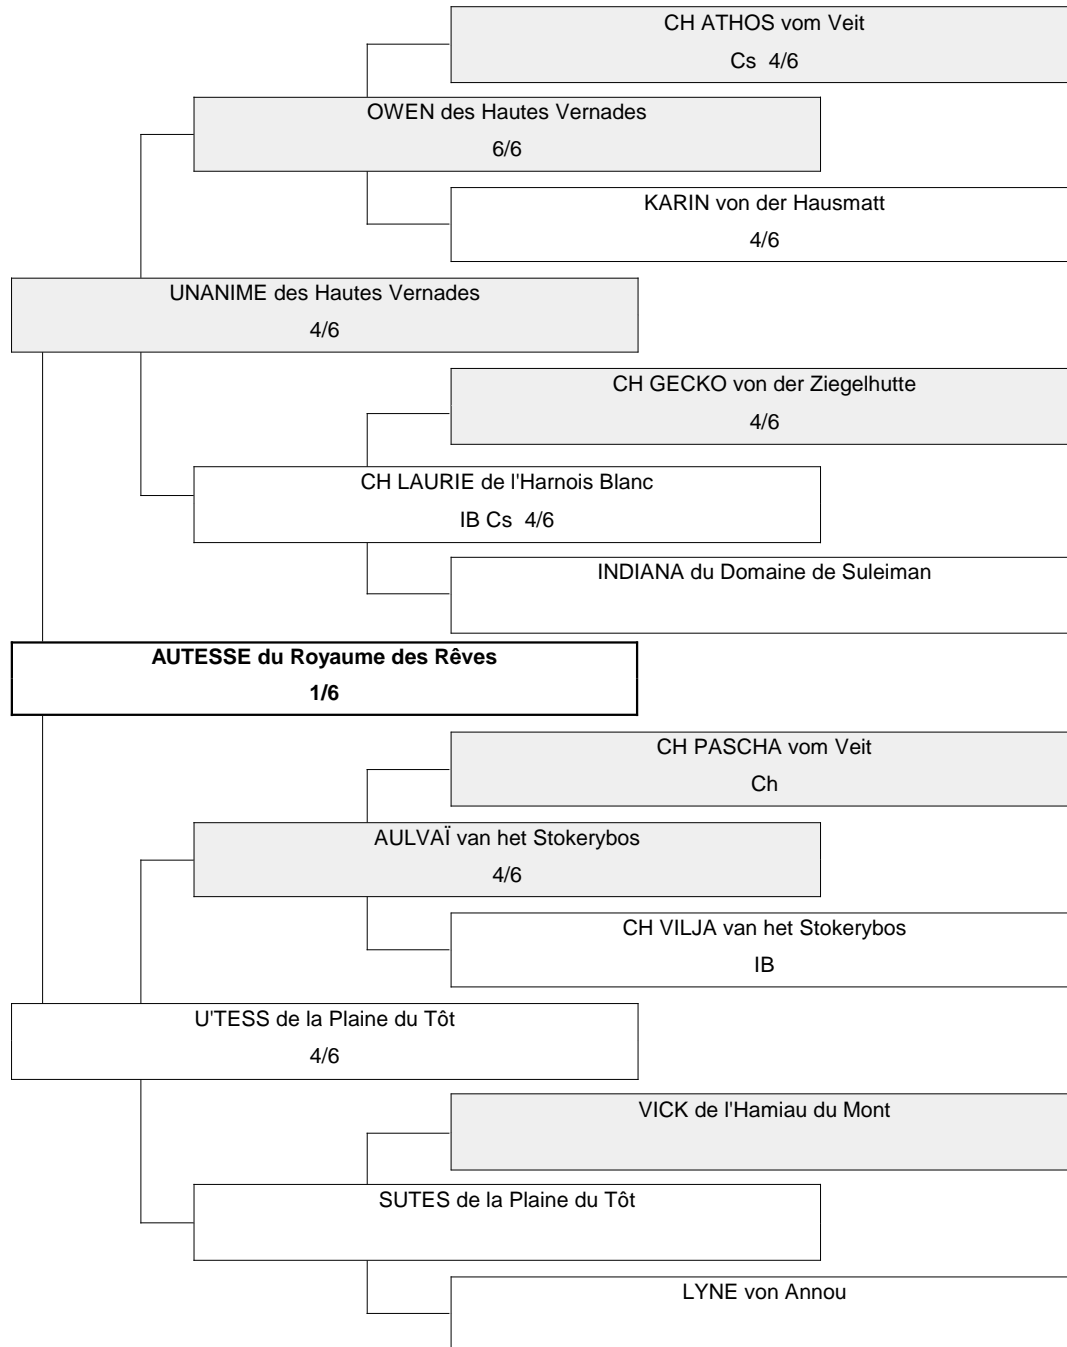 CH ATHOS vom Veit
Cs 4/6
OWEN des Hautes Vernades
6/6
KARIN von der Hausmatt
4/6
UNANIME des Hautes Vernades
4/6
CH GECKO von der Ziegelhutte
4/6
CH LAURIE de l'Harnois Blanc
IB Cs 4/6
INDIANA du Domaine de Suleiman
AUTESSE du Royaume des Rêves
1/6
CH PASCHA vom Veit
Ch
AULVAÏ van het Stokerybos
4/6
CH VILJA van het Stokerybos
IB
U'TESS de la Plaine du Tôt
4/6
VICK de l'Hamiau du Mont
SUTES de la Plaine du Tôt
LYNE von Annou